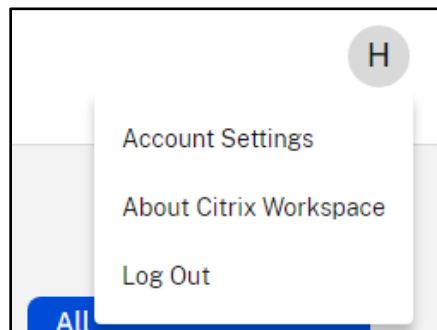 H
Account Settings
About Citrix Workspace
Log Out
All